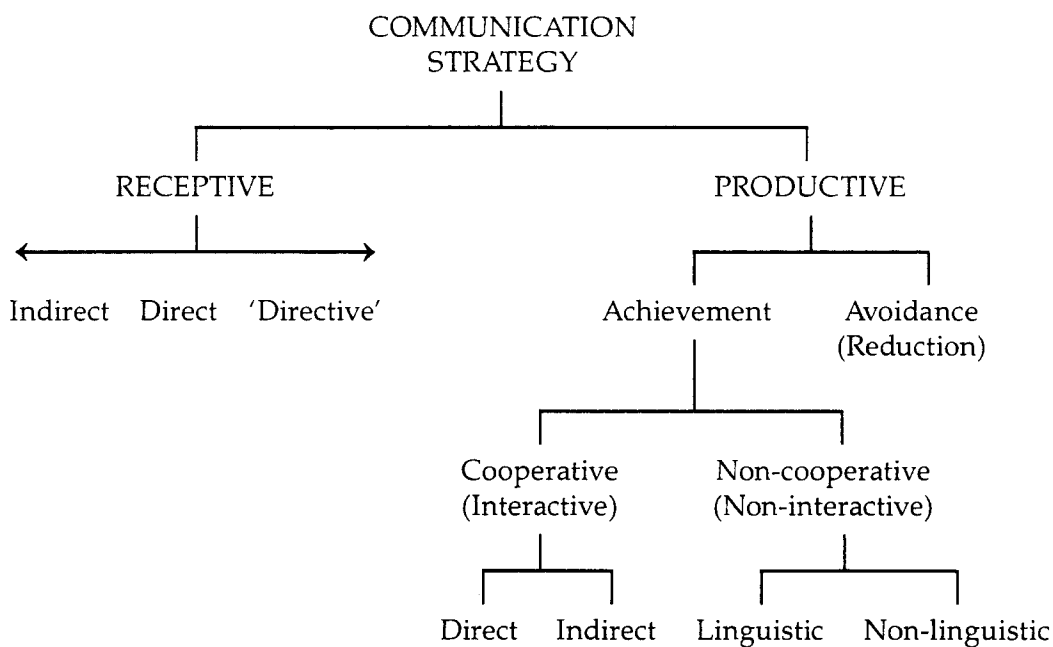 COMMUNICATION
STRATEGY
RECEPTIVE
PRODUCTIVE
Indirect Direct 'Directive'
Achievement
Avoidance
(Reduction)
Cooperative
(Interactive)
Non-cooperative
(Non-interactive)
Direct Indirect Linguistic Non-linguistic